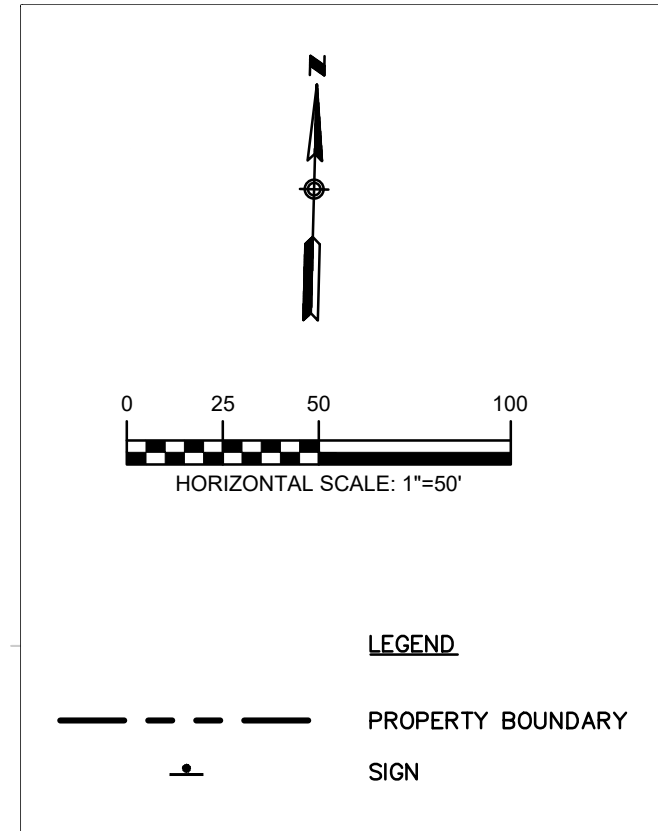 N
0 25 50 100
HORIZONTAL SCALE: 1"=50'
LEGEND
PROPERTY BOUNDARY
SIGN